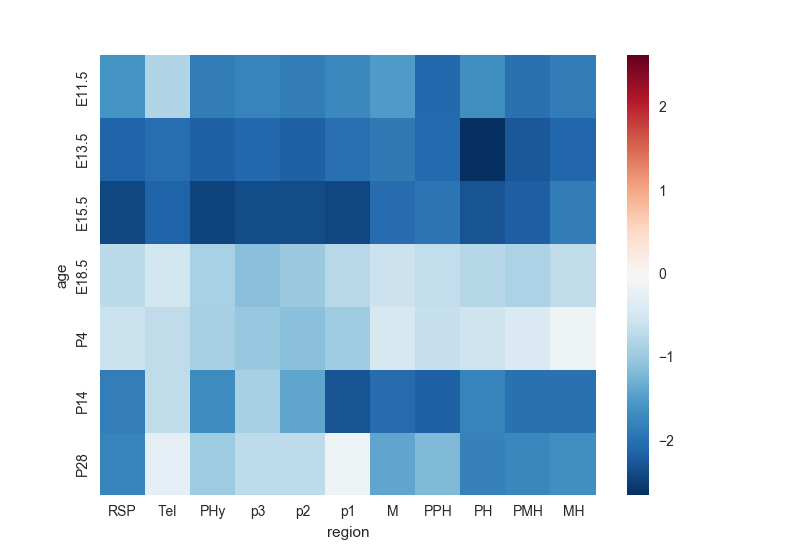 E11.5
E13.5
E15.5
E18.5
P4
P14
P28
age
RSP Tel PHy p3 p2 p1 M PPH PH PMH MH
region
2
1
0
−1
−2